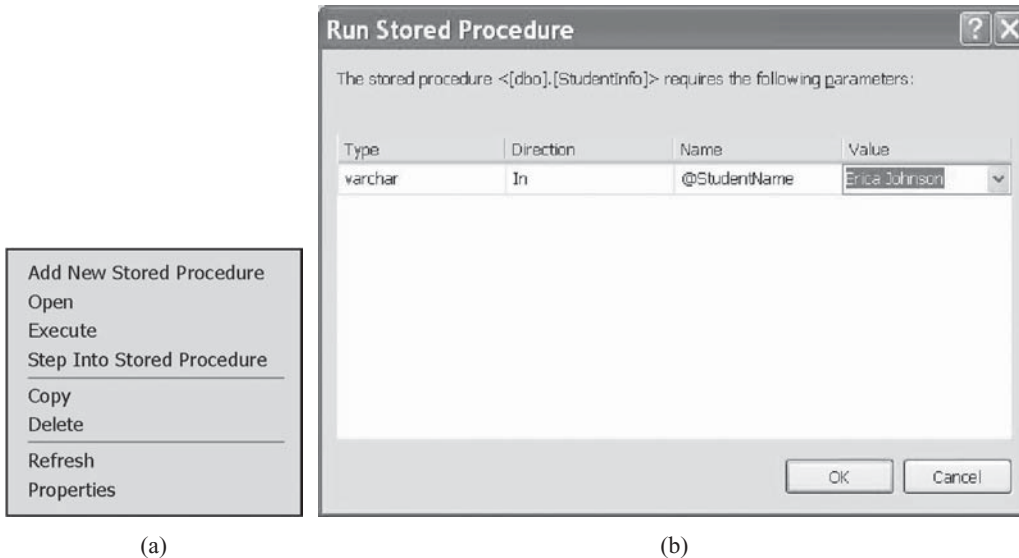 Add New Stored Procedure
Open
Execute
Step Into Stored Procedure
Copy
Delete
Refresh
Properties
(a)
Run Stored Procedure
The stored procedure <[dbo].[StudentInfo]> requires the following parameters:
Type Direction Name Value
varchar In @StudentName Erica Johnson
OK Cancel
(b)